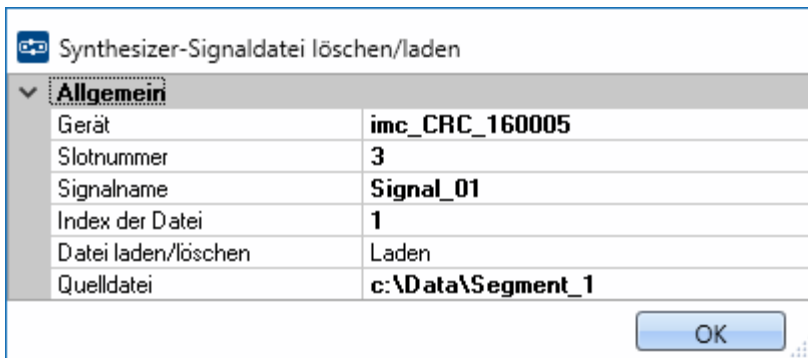 Synthesizer-Signaldatei löschen/laden
Allgemein
Gerät imc_CRC_160005
Slotnummer 3
Signalname Signal_01
Index der Datei 1
Datei laden/löschen Laden
Quelldatei c:\Data\Segment_1
OK